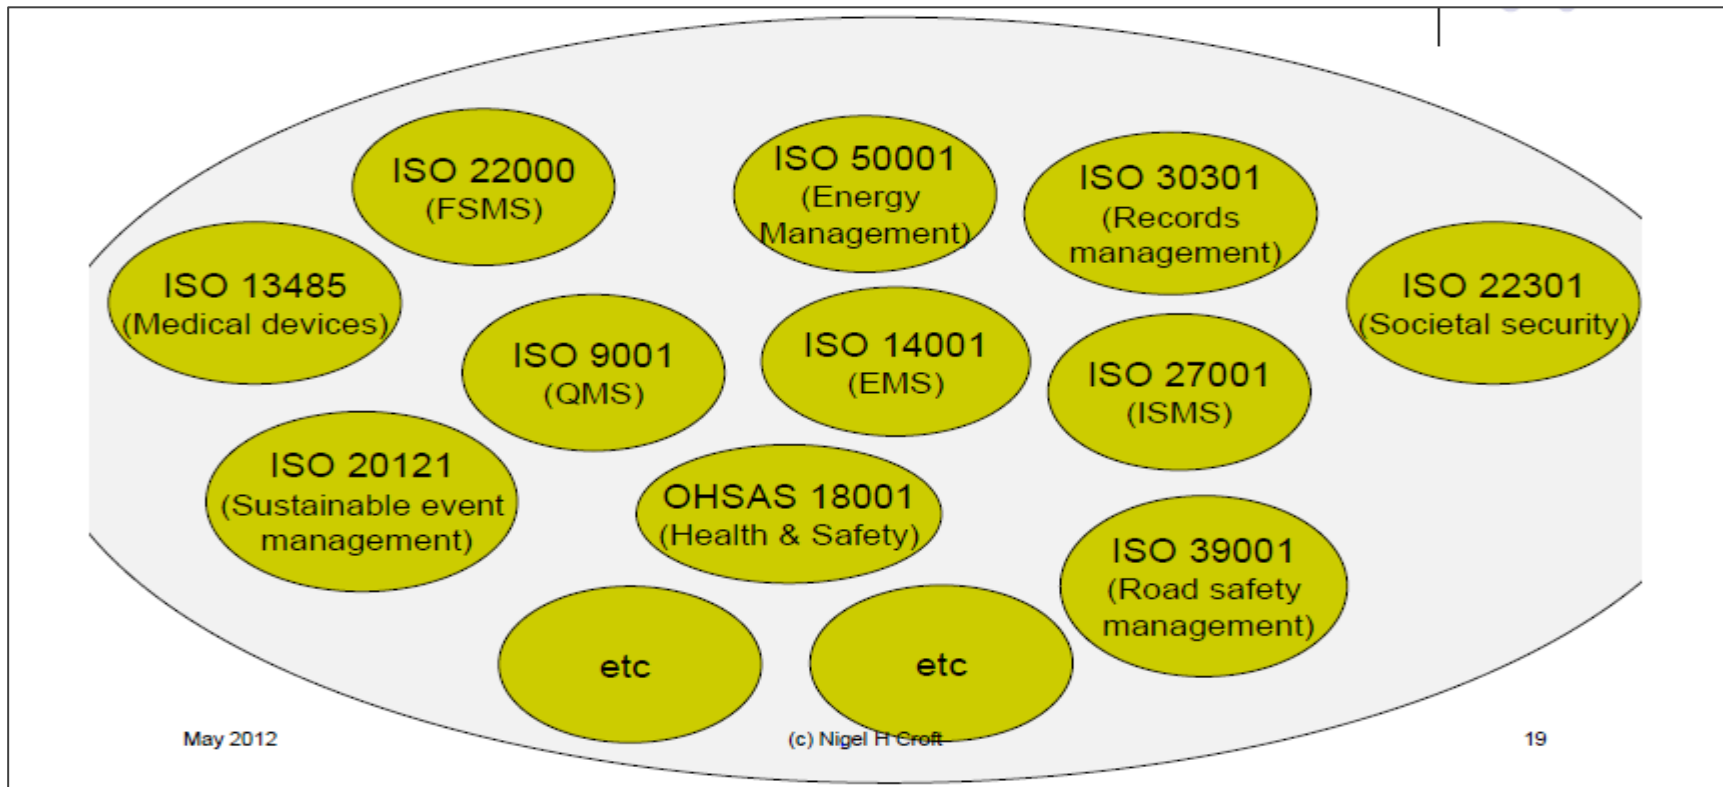 ISO 22000
(FSMS)
ISO 50001
(Energy
Management)
ISO 30301
(Records
management)
ISO 13485
(Medical devices)
ISO 22301
(Societal security)
ISO 9001
(QMS)
ISO 14001
(EMS)
ISO 27001
(ISMS)
ISO 20121
(Sustainable event
management)
OHSAS 18001
(Health & Safety)
ISO 39001
(Road safety
management)
etc
etc
May 2012
(c) Nigel H Croft
19